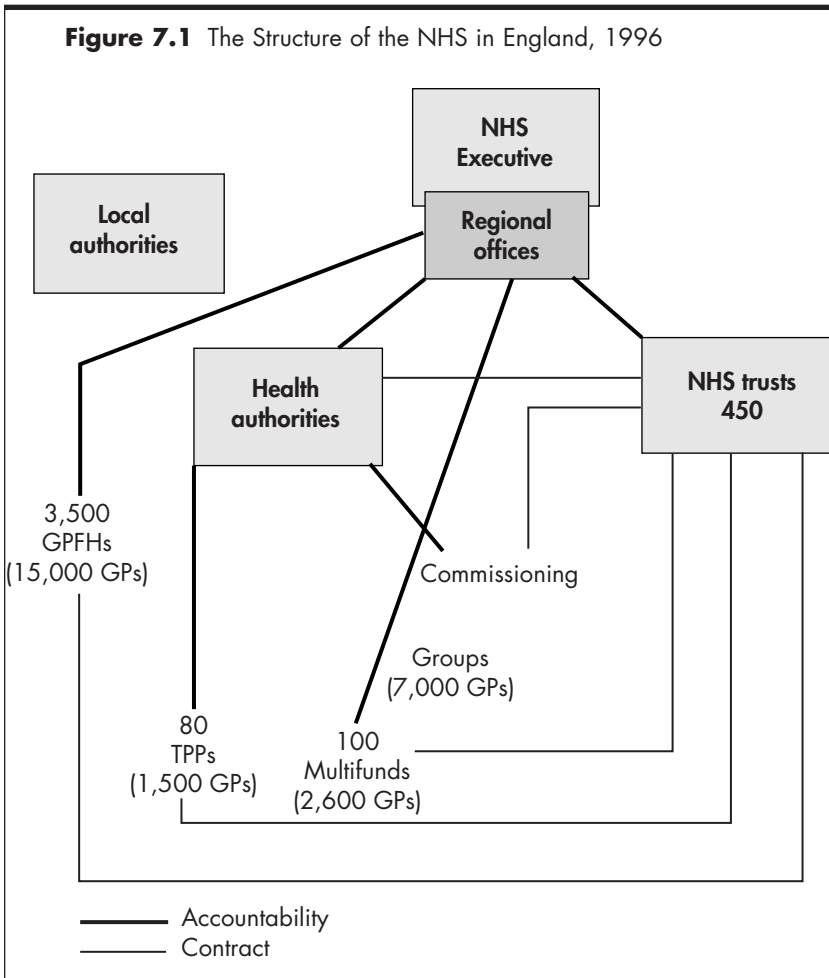 Figure 7.1 The Structure of the NHS in England, 1996
NHS
Executive
Local
authorities
Regional
offices
Health
authorities
NHS trusts
450
3,500
GPFHs
(15,000 GPs)
Commissioning
Groups
(7,000 GPs)
80
TPPs
(1,500 GPs)
100
Multifunds
(2,600 GPs)
Accountability
Contract